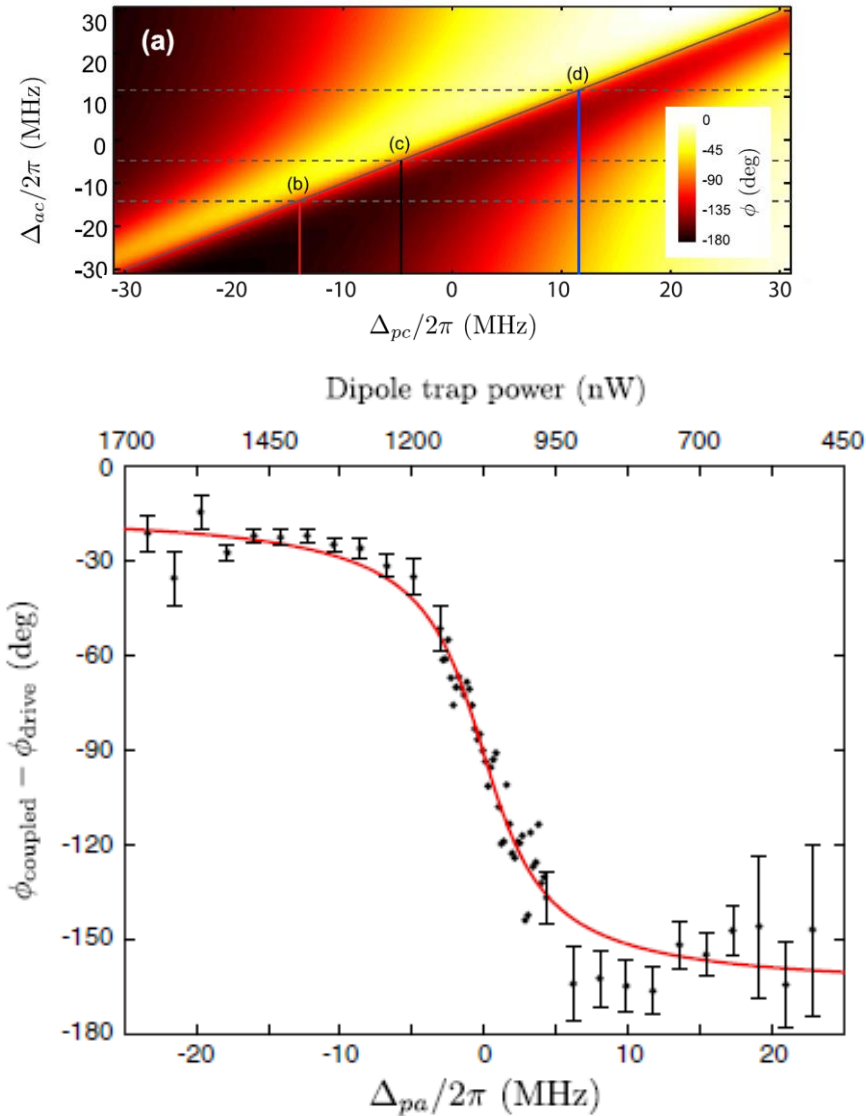 (a)
30
20
10
0
-10
-20
-30
Δac/2π (MHz)
(d)
(c)
(b)
0
-45
-90
-135
-180
ϕ (deg)
-30 -20 -10 0 10 20 30
Δpc/2π (MHz)
Dipole trap power (nW)
1700 1450 1200 950 700 450
0
-30
-60
-90
-120
-150
-180
ϕcoupled − ϕdrive (deg)
-20 -10 0 10 20
Δpa/2π (MHz)